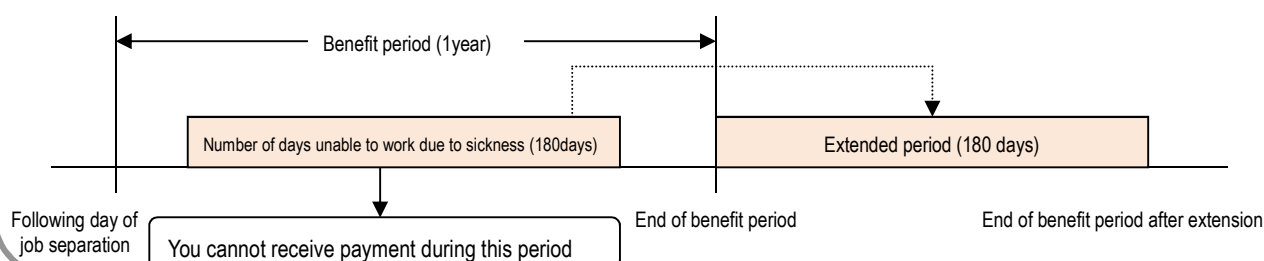 Benefit period (1year)
Number of days unable to work due to sickness (180days)
Extended period (180 days)
Following day of
job separation
End of benefit period
End of benefit period after extension
You cannot receive payment during this period